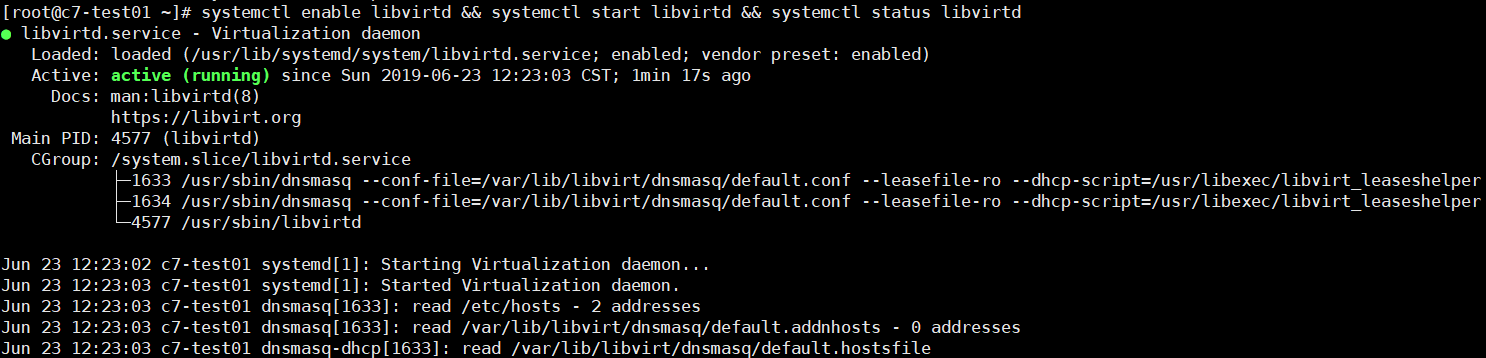 [root@c7-test01 ~]# systemctl enable libvirtd && systemctl start libvirtd && systemctl status libvirtd
● libvirtd.service - Virtualization daemon
   Loaded: loaded (/usr/lib/systemd/system/libvirtd.service; enabled; vendor preset: enabled)
   Active: active (running) since Sun 2019-06-23 12:23:03 CST; 1min 17s ago
     Docs: man:libvirtd(8)
           https://libvirt.org
 Main PID: 4577 (libvirtd)
   CGroup: /system.slice/libvirtd.service
           ├─1633 /usr/sbin/dnsmasq --conf-file=/var/lib/libvirt/dnsmasq/default.conf --leasefile-ro --dhcp-script=/usr/libexec/libvirt_leaseshelper
           ├─1634 /usr/sbin/dnsmasq --conf-file=/var/lib/libvirt/dnsmasq/default.conf --leasefile-ro --dhcp-script=/usr/libexec/libvirt_leaseshelper
           └─4577 /usr/sbin/libvirtd

Jun 23 12:23:02 c7-test01 systemd[1]: Starting Virtualization daemon...
Jun 23 12:23:03 c7-test01 systemd[1]: Started Virtualization daemon.
Jun 23 12:23:03 c7-test01 dnsmasq[1633]: read /etc/hosts - 2 addresses
Jun 23 12:23:03 c7-test01 dnsmasq[1633]: read /var/lib/libvirt/dnsmasq/default.addnhosts - 0 addresses
Jun 23 12:23:03 c7-test01 dnsmasq-dhcp[1633]: read /var/lib/libvirt/dnsmasq/default.hostsfile